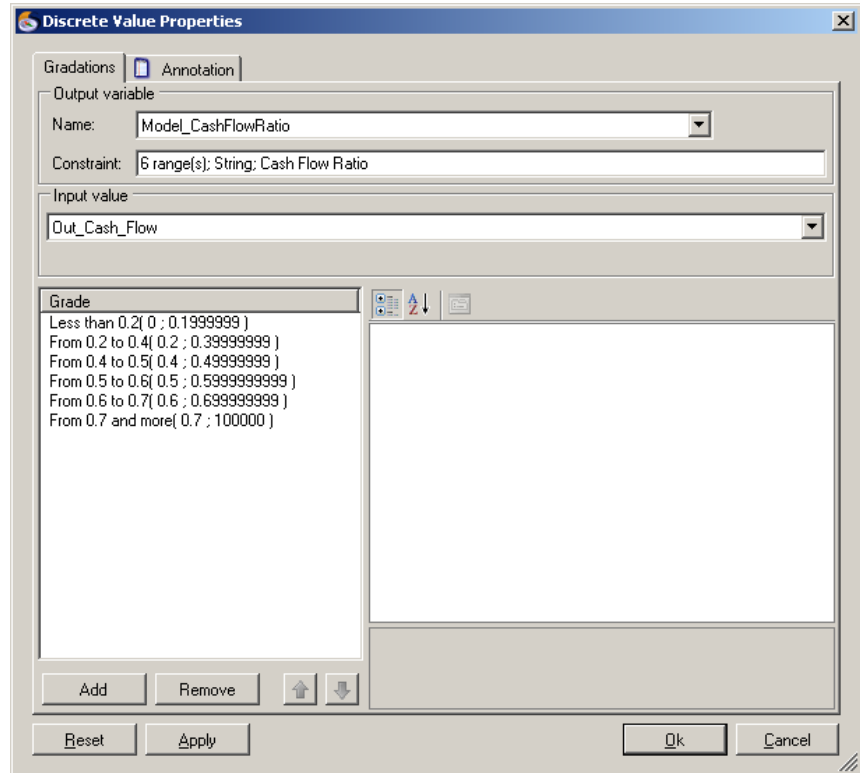 Discrete Value Properties
Gradations Annotation
Output variable
Name: Model_CashFlowRatio
Constraint: 6 range(s); String; Cash Flow Ratio
Input value
Out_Cash_Flow
Grade
Less than 0.2( 0 ; 0.1999999 )
From 0.2 to 0.4( 0.2 ; 0.39999999 )
From 0.4 to 0.5( 0.4 ; 0.49999999 )
From 0.5 to 0.6( 0.5 ; 0.5999999999 )
From 0.6 to 0.7( 0.6 ; 0.699999999 )
From 0.7 and more( 0.7 ; 100000 )
Add Remove
Reset Apply Ok Cancel